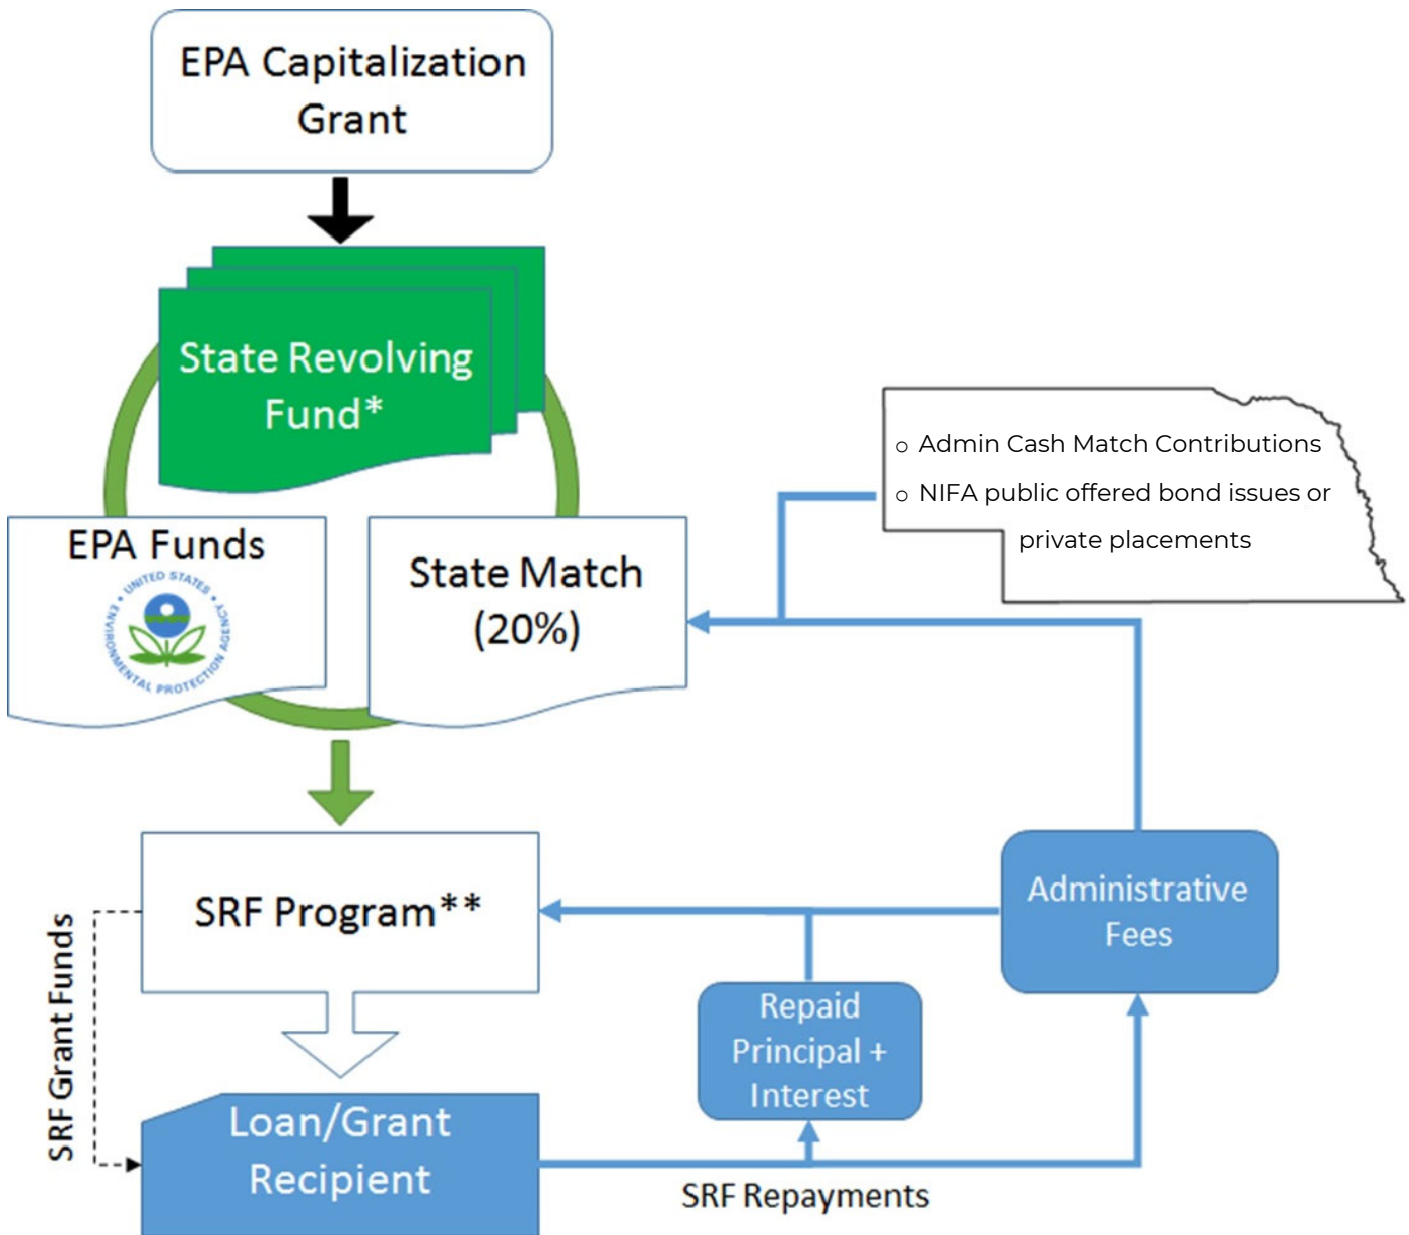 EPA Capitalization
Grant
State Revolving
Fund*
EPA Funds
UNITED STATES
ENVIRONMENTAL PROTECTION AGENCY
State Match
(20%)
○ Admin Cash Match Contributions
○ NIFA public offered bond issues or
private placements
SRF Program**
Administrative
Fees
Repaid
Principal +
Interest
SRF Grant Funds
Loan/Grant
Recipient
SRF Repayments